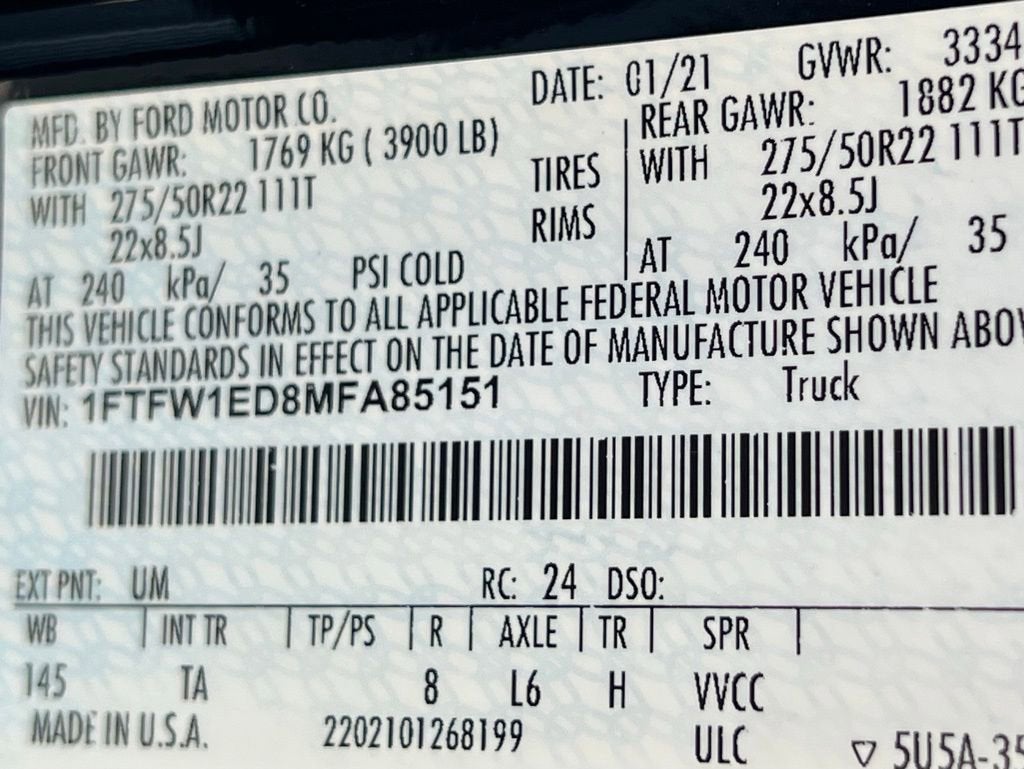 DATE: 01/21 GVWR: 3334
MFD. BY FORD MOTOR CO. REAR GAWR: 1882 KG
FRONT GAWR: 1769 KG ( 3900 LB) TIRES WITH 275/50R22 111T
WITH 275/50R22 111T RIMS 22x8.5J
22x8.5J AT 240 kPa/ 35
AT 240 kPa/ 35 PSI COLD
THIS VEHICLE CONFORMS TO ALL APPLICABLE FEDERAL MOTOR VEHICLE
SAFETY STANDARDS IN EFFECT ON THE DATE OF MANUFACTURE SHOWN ABOV
VIN: 1FTFW1ED8MFA85151 TYPE: Truck
EXT PNT: UM RC: 24 DSO:
WB | INT TR | TP/PS | R | AXLE | TR | SPR |
145 TA 8 L6 H VVCC
MADE IN U.S.A. 2202101268199 ULC ▽ 5U5A-35